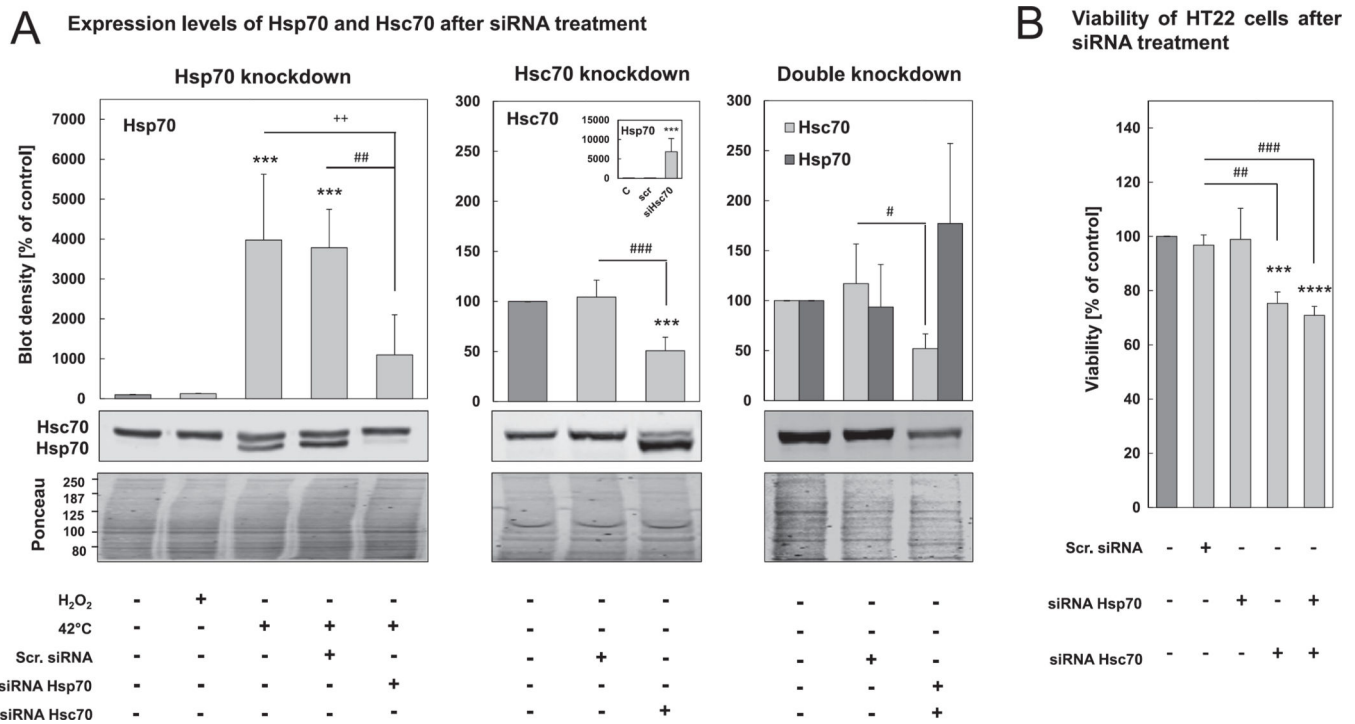 A Expression levels of Hsp70 and Hsc70 after siRNA treatment
Hsp70 knockdown
Hsp70
Blot density [% of control]
7000
6000
5000
4000
3000
2000
1000
0
***
***
++
##
Hsc70 knockdown
Hsc70
300
250
200
150
100
50
0
###
***
15000
10000
5000
0
Hsp70 ***
C scr siHsc70
Double knockdown
300
250
200
150
100
50
0
Hsc70
Hsp70
#
Hsc70
Hsp70
Ponceau
250
187
125
100
80
H₂O₂ - + - - - - - - - - -
42°C - - + + + - - - - - -
Scr. siRNA - - - + - - + - - + -
siRNA Hsp70 - - - - + - - - - - +
siRNA Hsc70 - - - - - - - + - - +
B Viability of HT22 cells after
siRNA treatment
Viability [% of control]
140
120
100
80
60
40
20
0
###
##
***
****
Scr. siRNA - + - - -
siRNA Hsp70 - - + - +
siRNA Hsc70 - - - + +